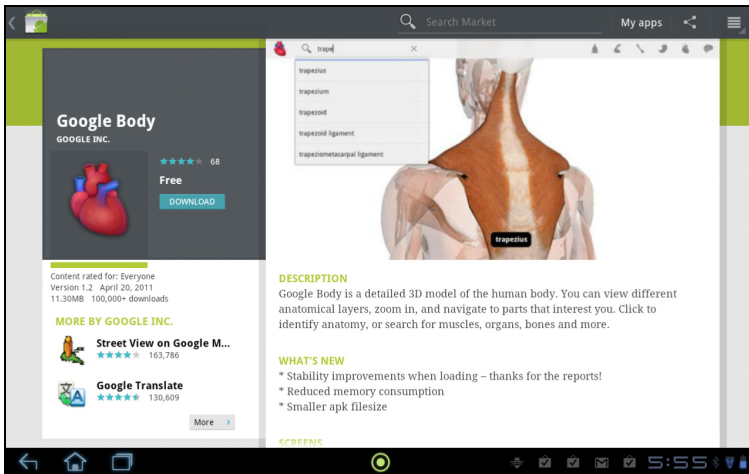 Search Market
My apps
Google Body
GOOGLE INC.
68
Free
DOWNLOAD
Content rated for: Everyone
Version 1.2 April 20, 2011
11.30MB 100,000+ downloads
MORE BY GOOGLE INC.
Street View on Google M...
163,786
Google Translate
130,609
More
trape
trapezius
trapezium
trapezoid
trapezoid ligament
trapeziometacarpal ligament
trapezius
DESCRIPTION
Google Body is a detailed 3D model of the human body. You can view different
anatomical layers, zoom in, and navigate to parts that interest you. Click to
identify anatomy, or search for muscles, organs, bones and more.
WHAT'S NEW
* Stability improvements when loading – thanks for the reports!
* Reduced memory consumption
* Smaller apk filesize
SCREENS
5:55